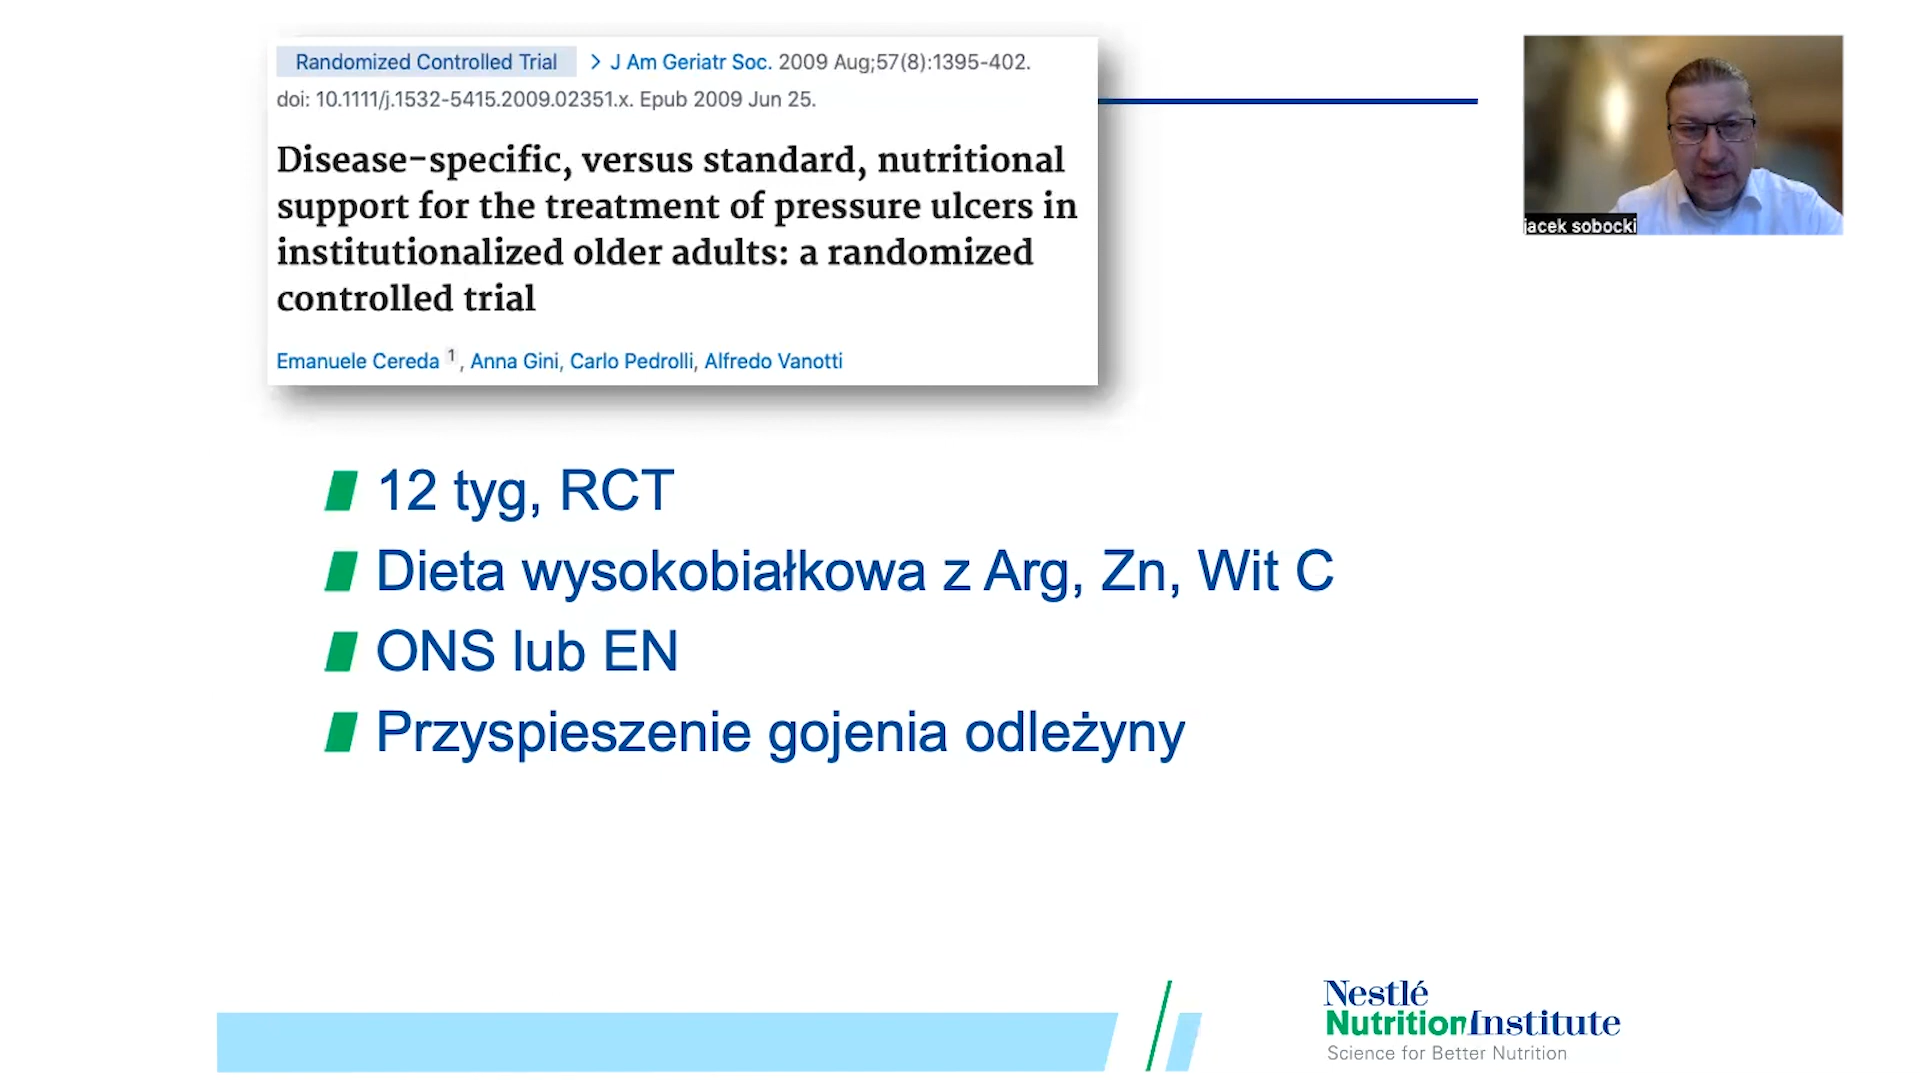 Randomized Controlled Trial > J Am Geriatr Soc. 2009 Aug;57(8):1395-402.
doi: 10.1111/j.1532-5415.2009.02351.x. Epub 2009 Jun 25.
Disease-specific, versus standard, nutritional
support for the treatment of pressure ulcers in
institutionalized older adults: a randomized
controlled trial
Emanuele Cereda 1, Anna Gini, Carlo Pedrolli, Alfredo Vanotti
jacek sobocki
12 tyg, RCT
Dieta wysokobiałkowa z Arg, Zn, Wit C
ONS lub EN
Przyspieszenie gojenia odleżyny
Nestlé
NutritionInstitute
Science for Better Nutrition